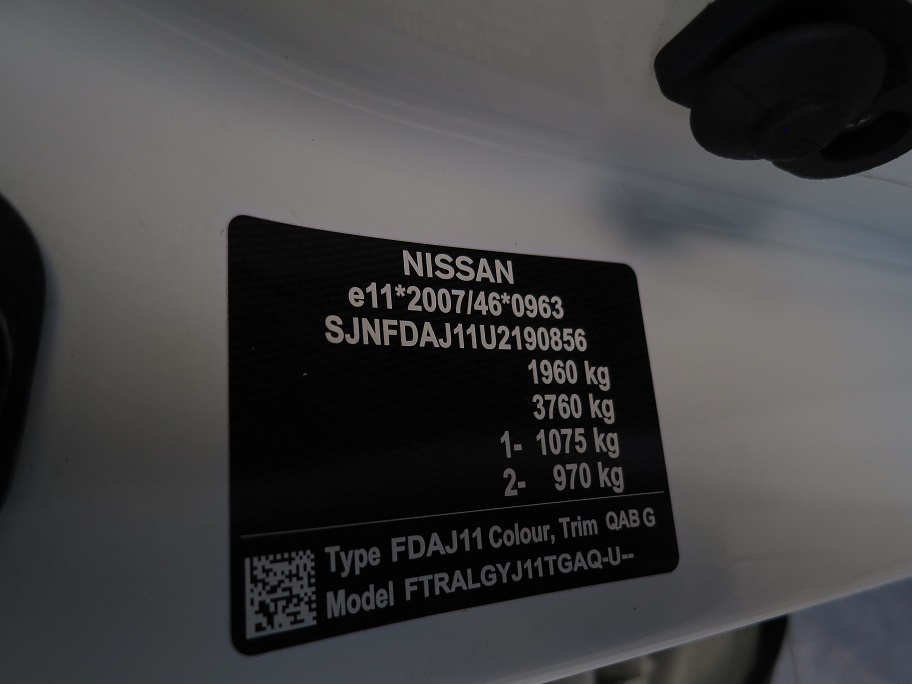 NISSAN
e11*2007/46*0963
SJNFDAJ11U2190856
1960 kg
3760 kg
1- 1075 kg
2- 970 kg
Type FDAJ11 Colour, Trim QAB G
Model FTRALGYJ11TGAQ-U--